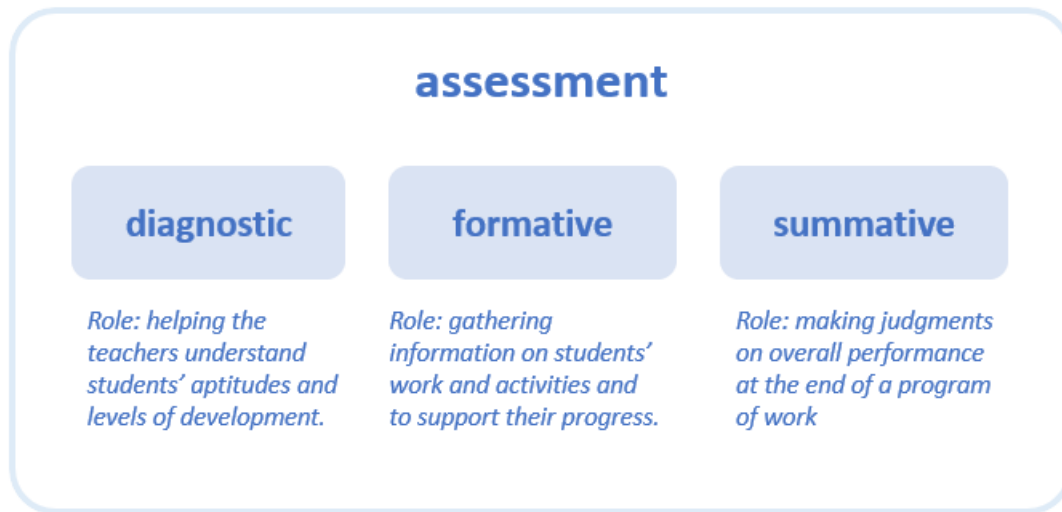 assessment
diagnostic
formative
summative
Role: helping the
teachers understand
students’ aptitudes and
levels of development.
Role: gathering
information on students’
work and activities and
to support their progress.
Role: making judgments
on overall performance
at the end of a program
of work